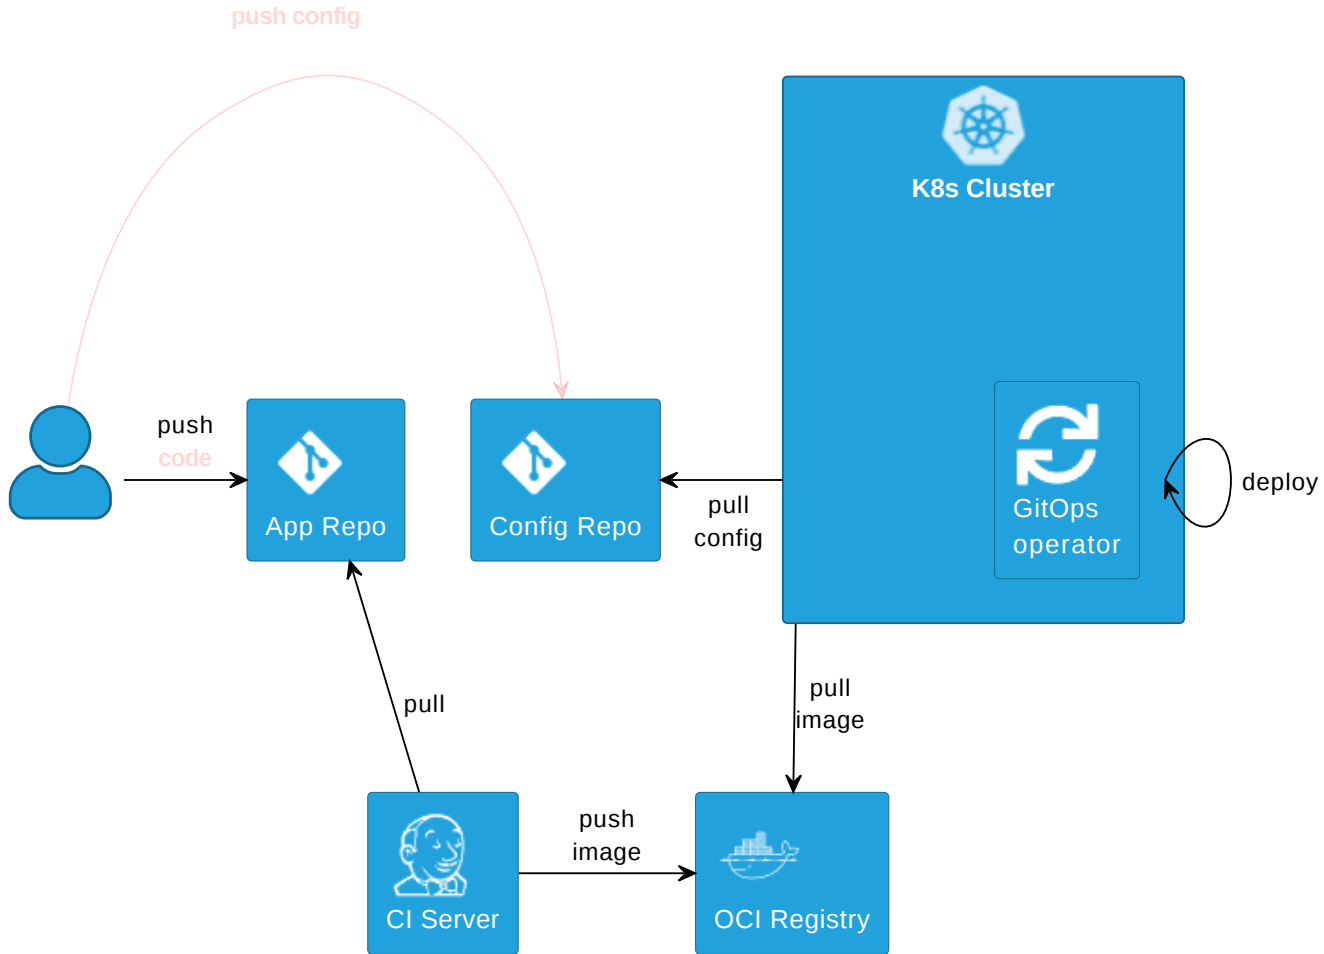 push config
K8s Cluster
push
code
App Repo
Config Repo
pull
config
GitOps
operator
deploy
pull
pull
image
push
image
CI Server
OCI Registry